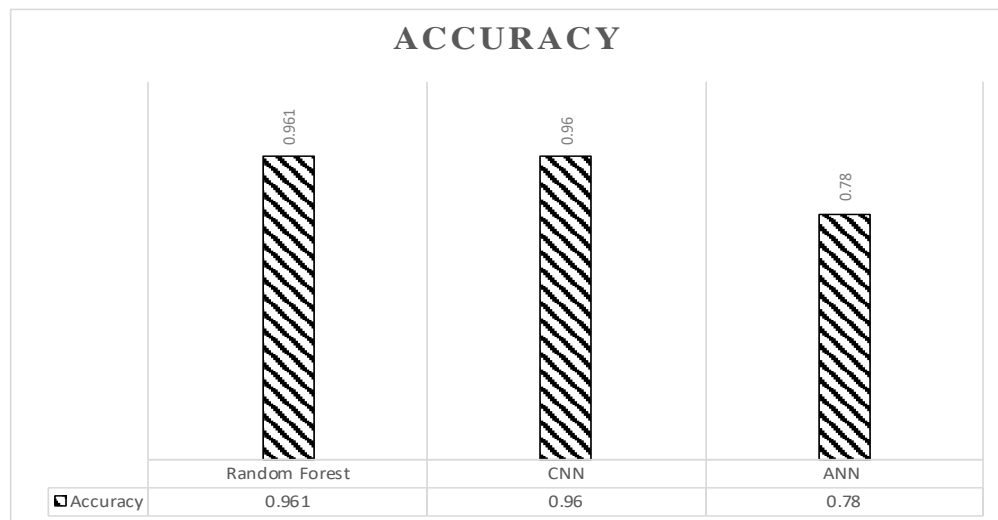 ACCURACY
0.961
0.96
0.78
Random Forest CNN ANN
Accuracy 0.961 0.96 0.78